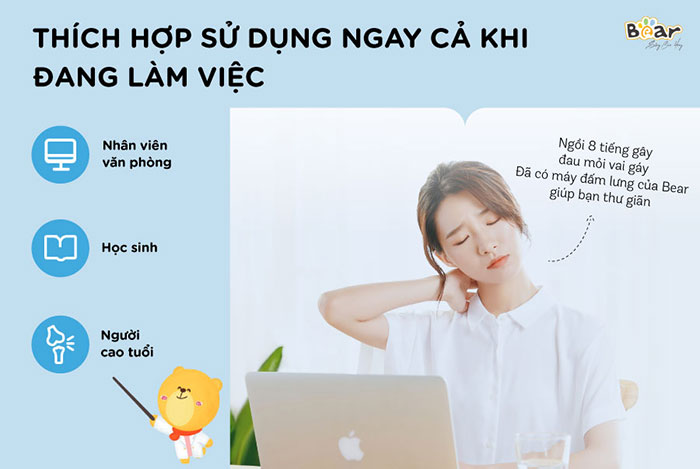 THÍCH HỢP SỬ DỤNG NGAY CẢ KHI
ĐANG LÀM VIỆC
Bear
Nhân viên
văn phòng
Học sinh
Người
cao tuổi
Ngồi 8 tiếng gây
đau mỏi vai gáy
Đã có máy đấm lưng của Bear
giúp bạn thư giãn